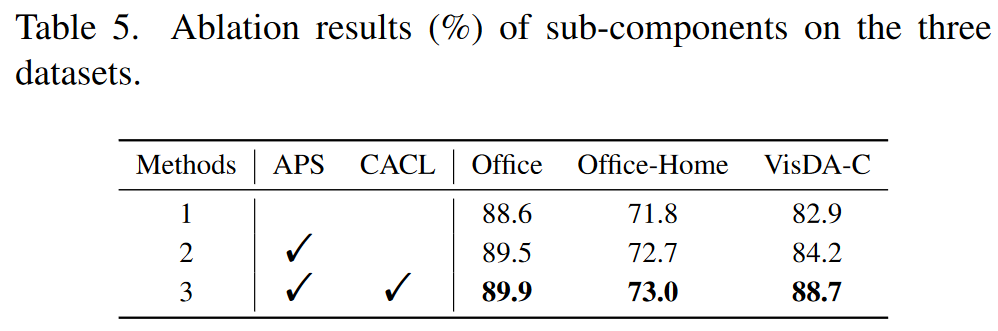 Table 5. Ablation results (%) of sub-components on the three
datasets.
Methods APS CACL Office Office-Home VisDA-C
1 88.6 71.8 82.9
2 ✓ 89.5 72.7 84.2
3 ✓ ✓ 89.9 73.0 88.7